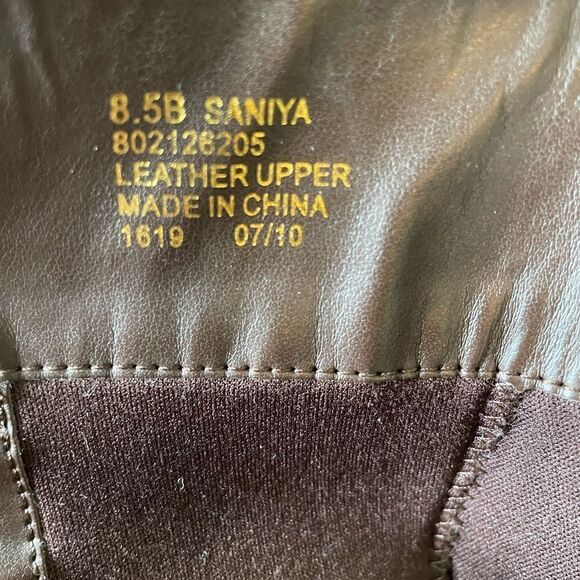 8.5B SANIYA
802126205
LEATHER UPPER
MADE IN CHINA
1619 07/10